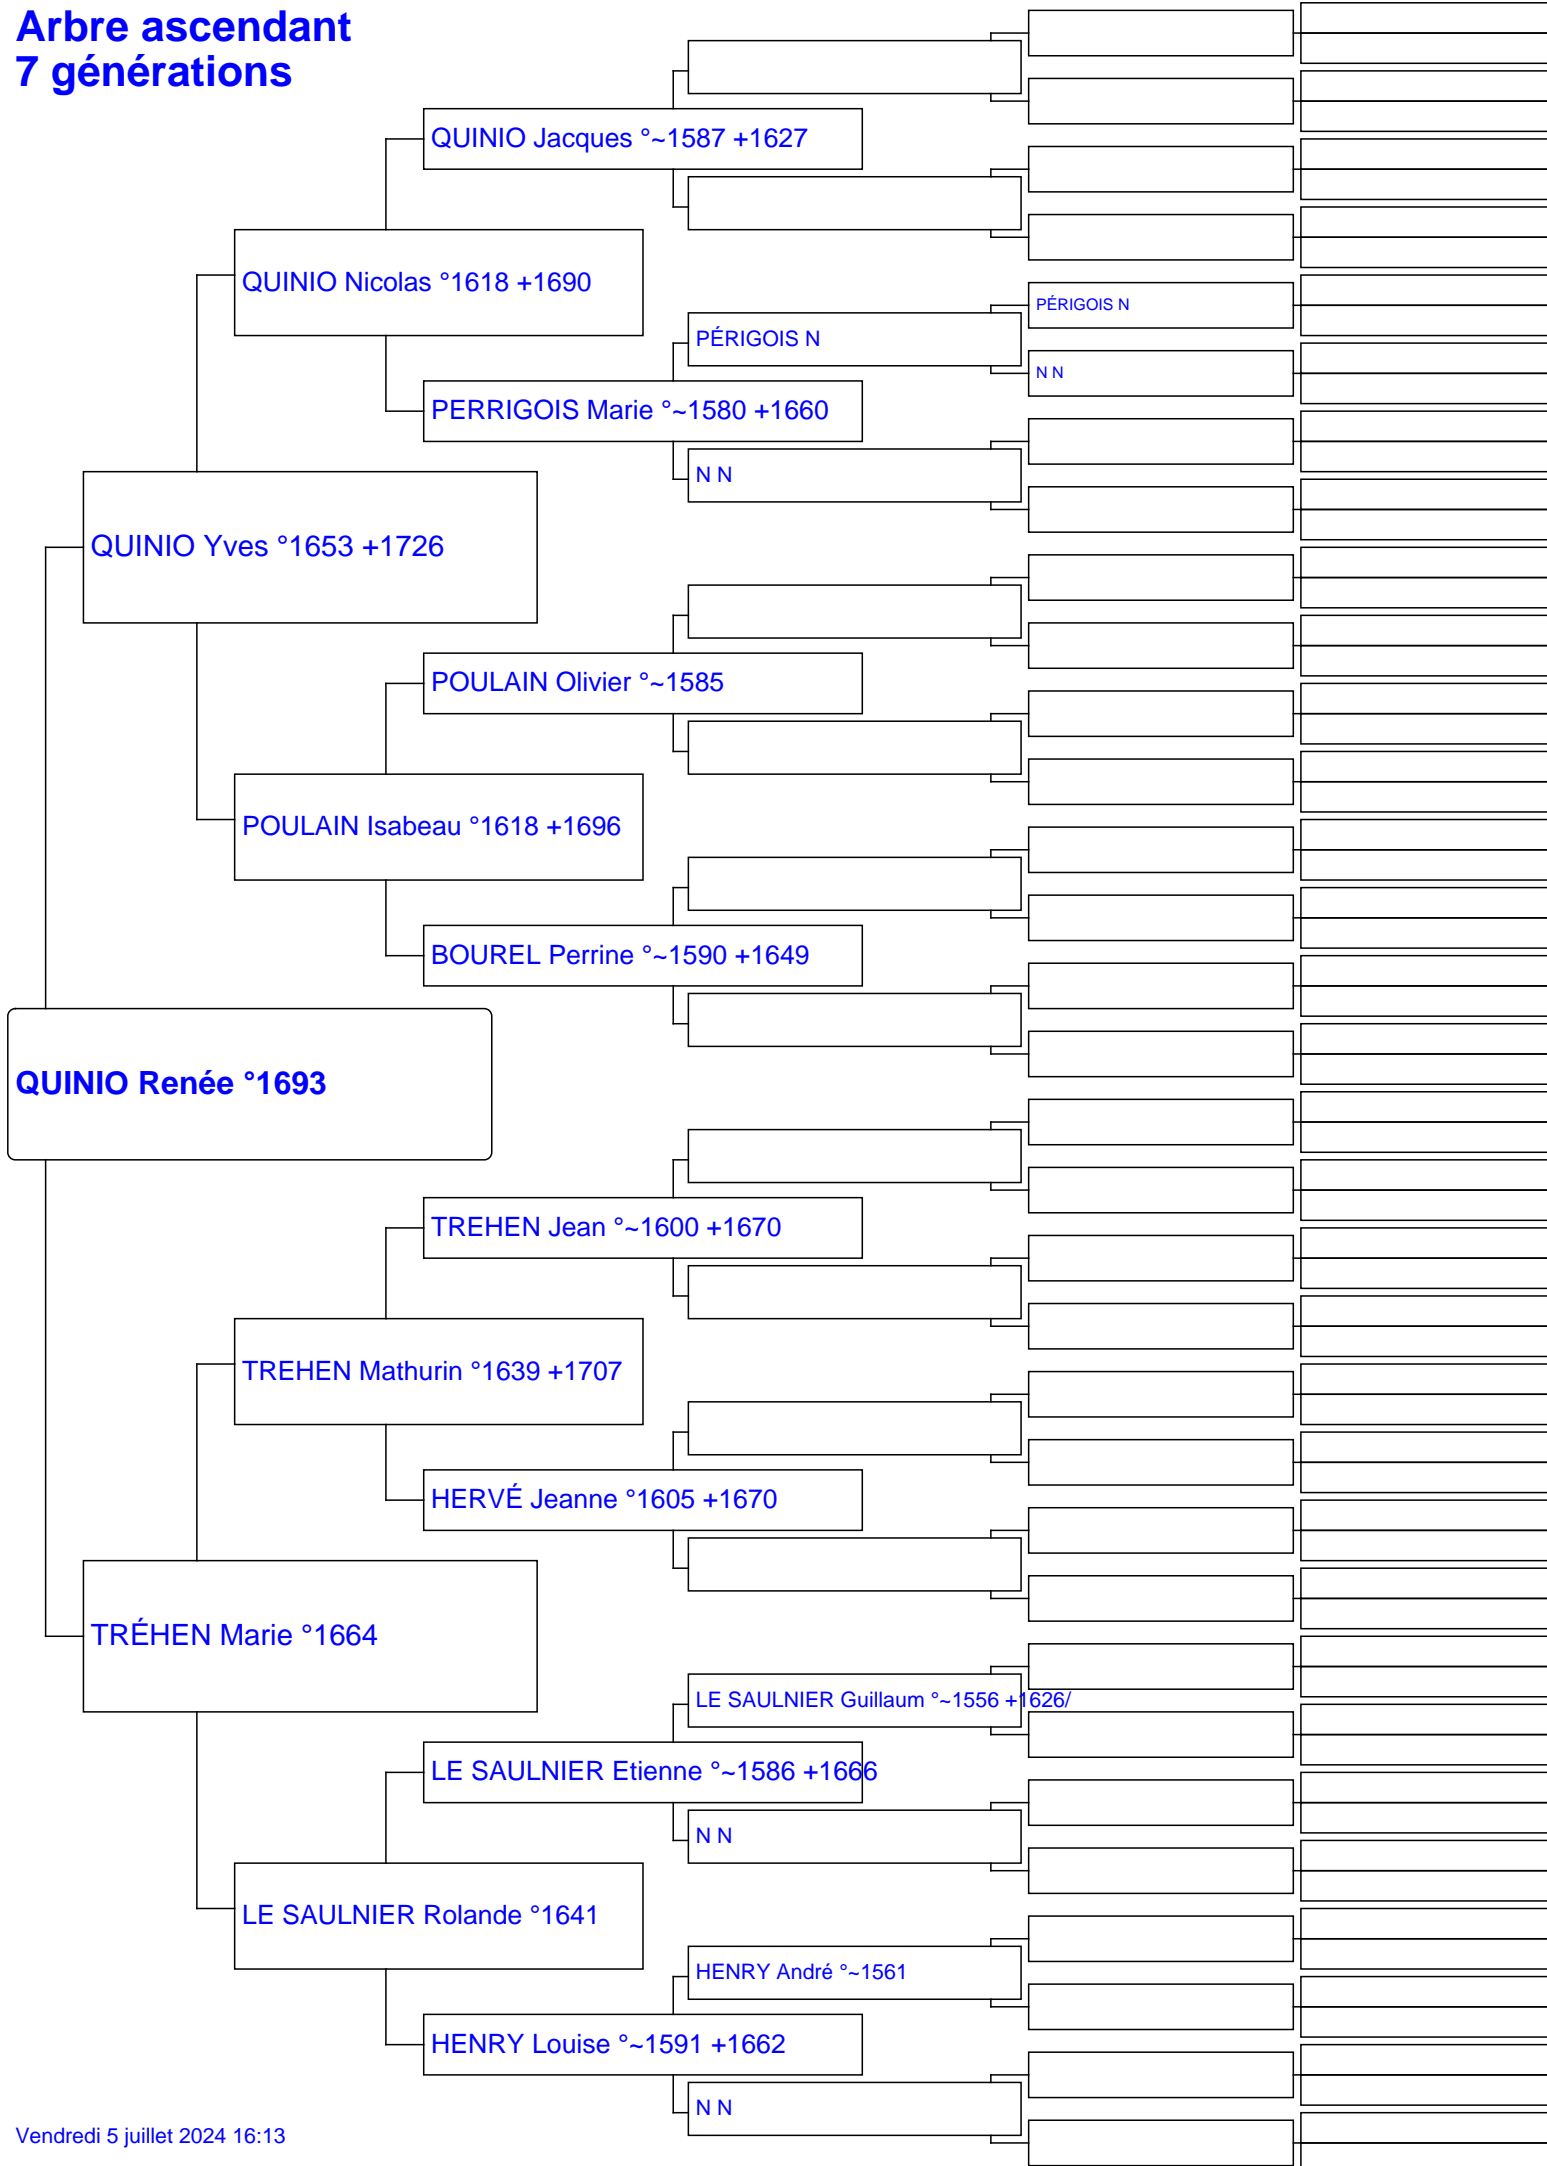 Arbre ascendant
7 générations
QUINIO Jacques °~1587 +1627
QUINIO Nicolas °1618 +1690
PÉRIGOIS N
PÉRIGOIS N
N N
PERRIGOIS Marie °~1580 +1660
N N
QUINIO Yves °1653 +1726
POULAIN Olivier °~1585
POULAIN Isabeau °1618 +1696
BOUREL Perrine °~1590 +1649
QUINIO Renée °1693
TREHEN Jean °~1600 +1670
TREHEN Mathurin °1639 +1707
HERVÉ Jeanne °1605 +1670
TRÉHEN Marie °1664
LE SAULNIER Guillaum °~1556 +1626/
LE SAULNIER Etienne °~1586 +1666
N N
LE SAULNIER Rolande °1641
HENRY André °~1561
HENRY Louise °~1591 +1662
N N
Vendredi 5 juillet 2024 16:13